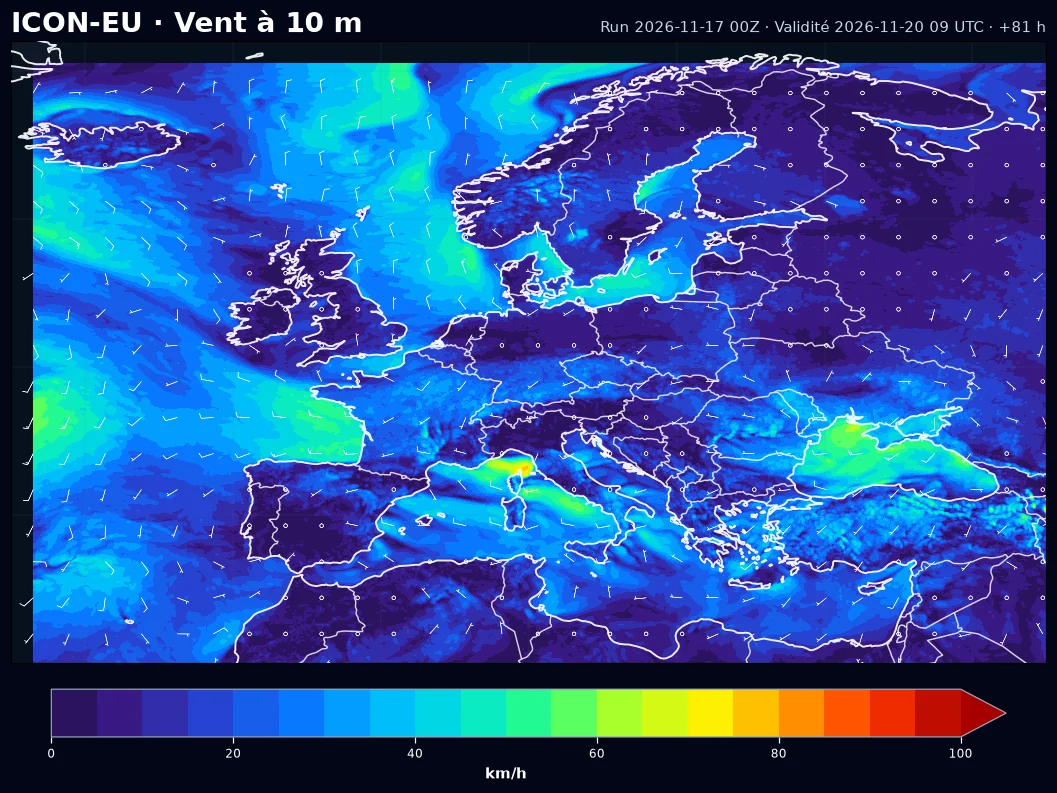 ICON-EU · Vent à 10 m
Run 2026-11-17 00Z · Validité 2026-11-20 09 UTC · +81 h
0 20 40 60 80 100
km/h